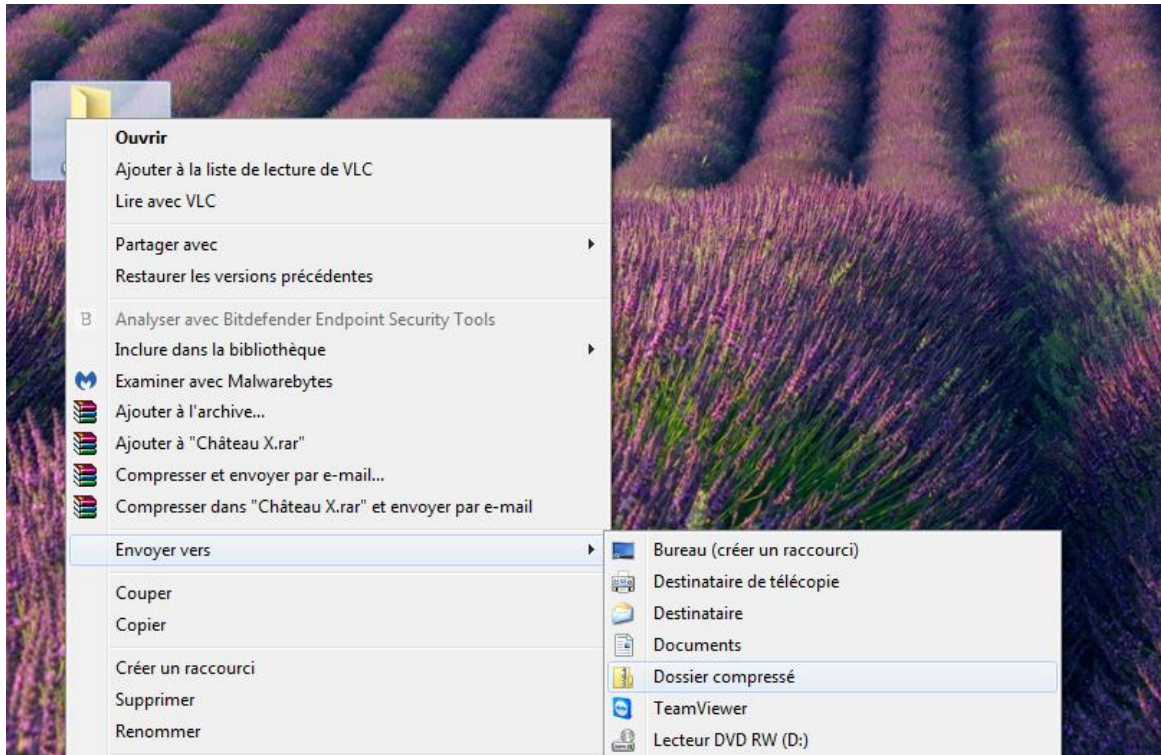 Ouvrir
Ajouter à la liste de lecture de VLC
Lire avec VLC
Partager avec
Restaurer les versions précédentes
Analyser avec Bitdefender Endpoint Security Tools
Inclure dans la bibliothèque
Examiner avec Malwarebytes
Ajouter à l'archive...
Ajouter à "Château X.rar"
Compresser et envoyer par e-mail...
Compresser dans "Château X.rar" et envoyer par e-mail
Envoyer vers
Couper
Copier
Créer un raccourci
Supprimer
Renommer
Bureau (créer un raccourci)
Destinataire de télécopie
Destinataire
Documents
Dossier compressé
TeamViewer
Lecteur DVD RW (D:)